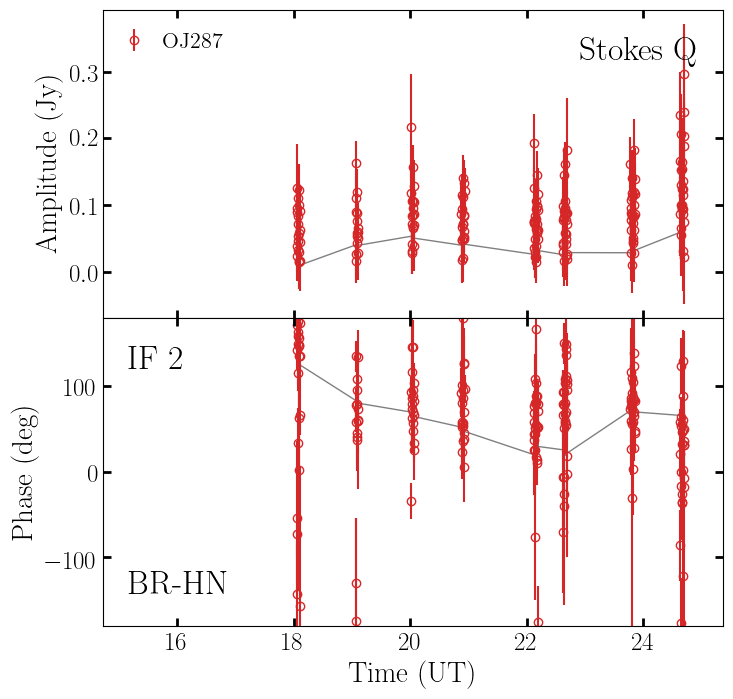 OJ287
Stokes Q
Amplitude (Jy)
0.3
0.2
0.1
0.0
IF 2
BR-HN
Phase (deg)
100
0
−100
16 18 20 22 24
Time (UT)